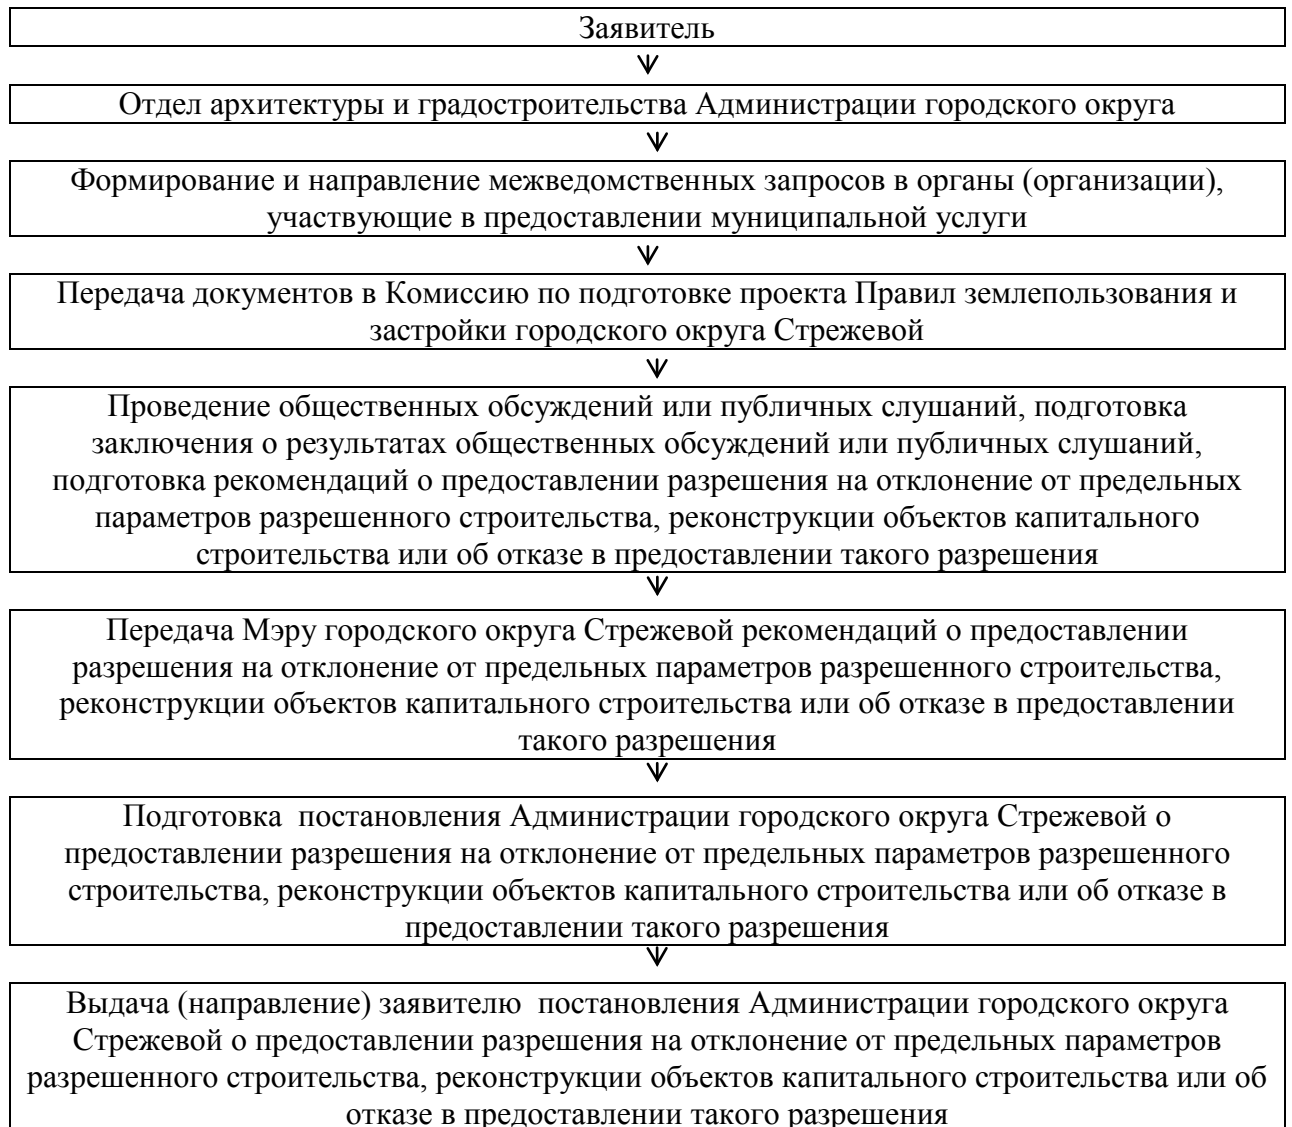 Заявитель
Отдел архитектуры и градостроительства Администрации городского округа
Формирование и направление межведомственных запросов в органы (организации),
участвующие в предоставлении муниципальной услуги
Передача документов в Комиссию по подготовке проекта Правил землепользования и
застройки городского округа Стрежевой
Проведение общественных обсуждений или публичных слушаний, подготовка
заключения о результатах общественных обсуждений или публичных слушаний,
подготовка рекомендаций о предоставлении разрешения на отклонение от предельных
параметров разрешенного строительства, реконструкции объектов капитального
строительства или об отказе в предоставлении такого разрешения
Передача Мэру городского округа Стрежевой рекомендаций о предоставлении
разрешения на отклонение от предельных параметров разрешенного строительства,
реконструкции объектов капитального строительства или об отказе в предоставлении
такого разрешения
Подготовка  постановления Администрации городского округа Стрежевой о
предоставлении разрешения на отклонение от предельных параметров разрешенного
строительства, реконструкции объектов капитального строительства или об отказе в
предоставлении такого разрешения
Выдача (направление) заявителю  постановления Администрации городского округа
Стрежевой о предоставлении разрешения на отклонение от предельных параметров
разрешенного строительства, реконструкции объектов капитального строительства или об
отказе в предоставлении такого разрешения